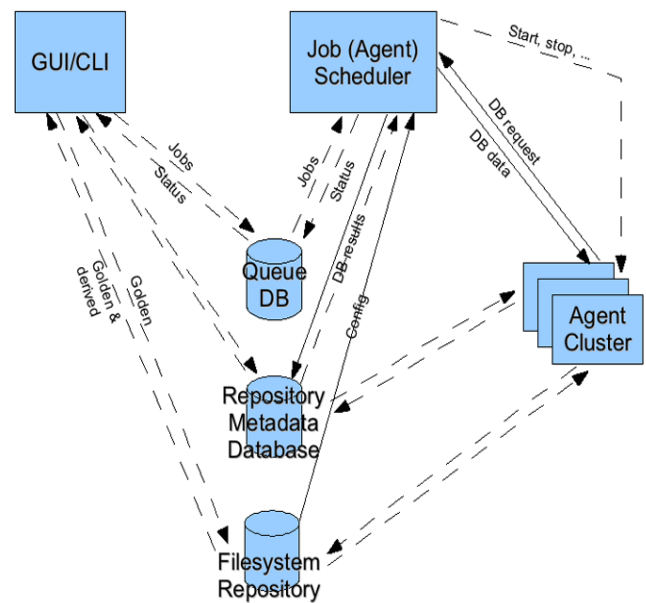 GUI/CLI
Job (Agent)
Scheduler
Start, stop, ...
DB request
DB data
Jobs
Status
Jobs
Status
Queue
DB
DB results
Config
Golden &
derived
Golden
Agent
Cluster
Repository
Metadata
Database
Filesystem
Repository